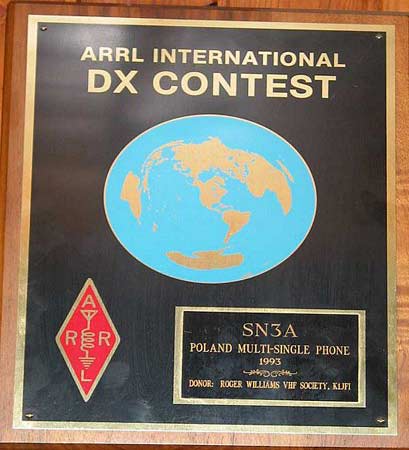 ARRL INTERNATIONAL
DX CONTEST
A
R R
L
SN3A
POLAND MULTI-SINGLE PHONE
1993
DONOR: ROGER WILLIAMS VHF SOCIETY, K1JFI